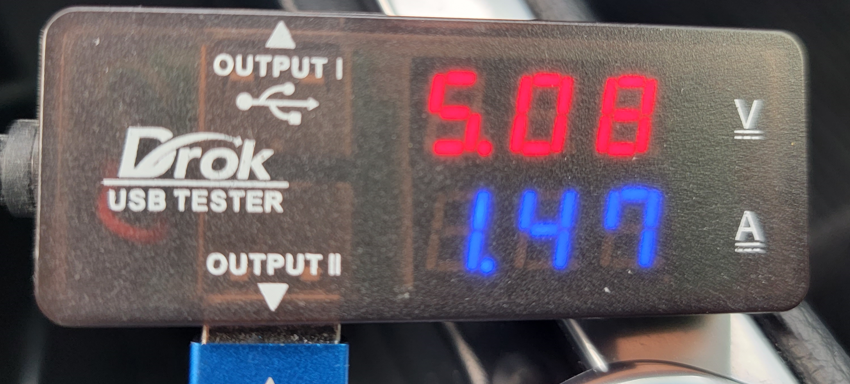 OUTPUT I
5.08 V
Drok
USB TESTER
1.47 A
OUTPUT II